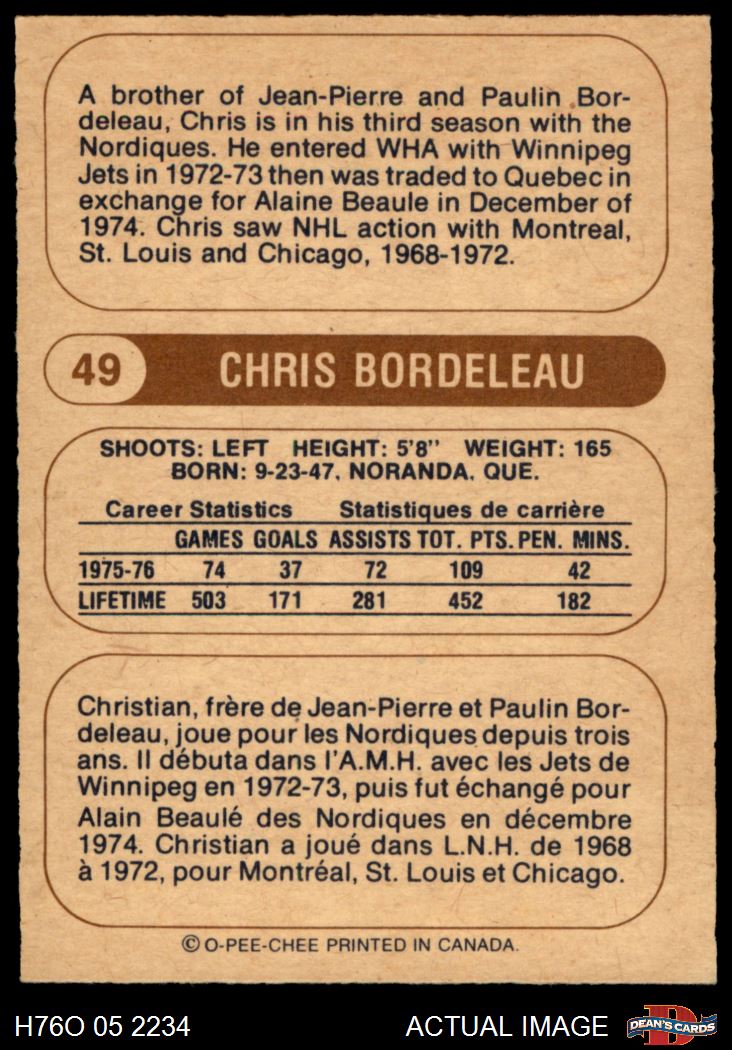 A brother of Jean-Pierre and Paulin Bor-
deleau, Chris is in his third season with the
Nordiques. He entered WHA with Winnipeg
Jets in 1972-73 then was traded to Quebec in
exchange for Alaine Beaule in December of
1974. Chris saw NHL action with Montreal,
St. Louis and Chicago, 1968-1972.
49 CHRIS BORDELEAU
SHOOTS: LEFT HEIGHT: 5'8'' WEIGHT: 165
BORN: 9-23-47, NORANDA, QUE.
Career Statistics Statistiques de carrière
GAMES GOALS ASSISTS TOT. PTS. PEN. MINS.
1975-76 74 37 72 109 42
LIFETIME 503 171 281 452 182
Christian, frère de Jean-Pierre et Paulin Bor-
deleau, joue pour les Nordiques depuis trois
ans. Il débuta dans l'A.M.H. avec les Jets de
Winnipeg en 1972-73, puis fut échangé pour
Alain Beaulé des Nordiques en décembre
1974. Christian a joué dans L.N.H. de 1968
à 1972, pour Montréal, St. Louis et Chicago.
© O-PEE-CHEE PRINTED IN CANADA.
H76O 05 2234 ACTUAL IMAGE D DEAN'S CARDS